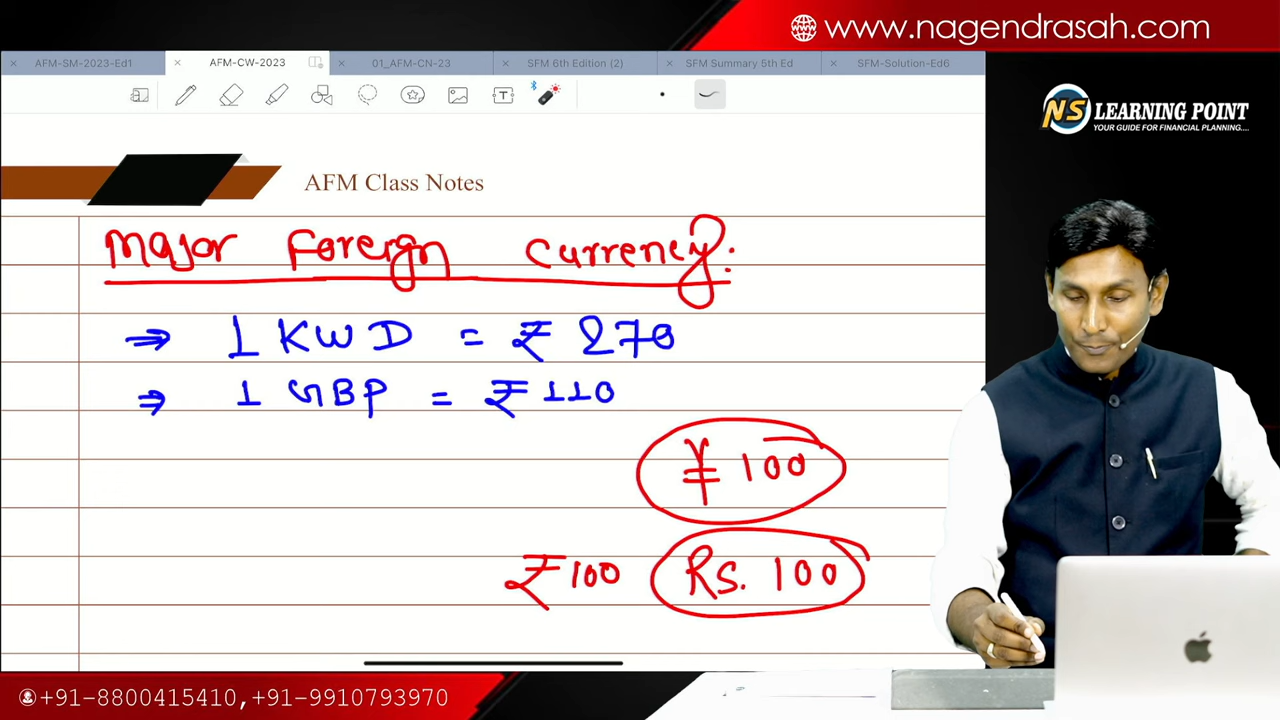 www.nagendrasah.com
AFM-SM-2023-Ed1 AFM-CW-2023 01_AFM-CN-23 SFM 6th Edition (2) SFM Summary 5th Ed SFM-Solution-Ed6
NS LEARNING POINT
YOUR GUIDE FOR FINANCIAL PLANNING....
AFM Class Notes
Major Foreign Currency:
⇒ 1 KWD = ₹ 270
⇒ 1 GBP = ₹ 110
¥ 100
₹100 Rs. 100
+91-8800415410,+91-9910793970